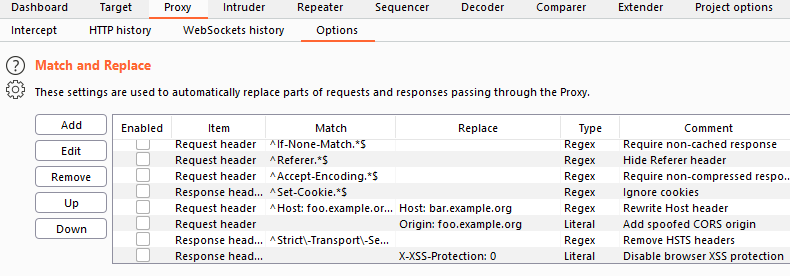 Dashboard Target Proxy Intruder Repeater Sequencer Decoder Comparer Extender Project options
Intercept HTTP history WebSockets history Options
? Match and Replace
These settings are used to automatically replace parts of requests and responses passing through the Proxy.
Add Enabled Item Match Replace Type Comment
Request header ^If-None-Match.*$ Regex Require non-cached response
Edit Request header ^Referer.*$ Regex Hide Referer header
Remove Request header ^Accept-Encoding.*$ Regex Require non-compressed respo...
Response head... ^Set-Cookie.*$ Regex Ignore cookies
Up Request header ^Host: foo.example.or... Host: bar.example.org Regex Rewrite Host header
Down Request header Origin: foo.example.org Literal Add spoofed CORS origin
Response head... ^Strict\-Transport\-Se... Regex Remove HSTS headers
Response head... X-XSS-Protection: 0 Literal Disable browser XSS protection